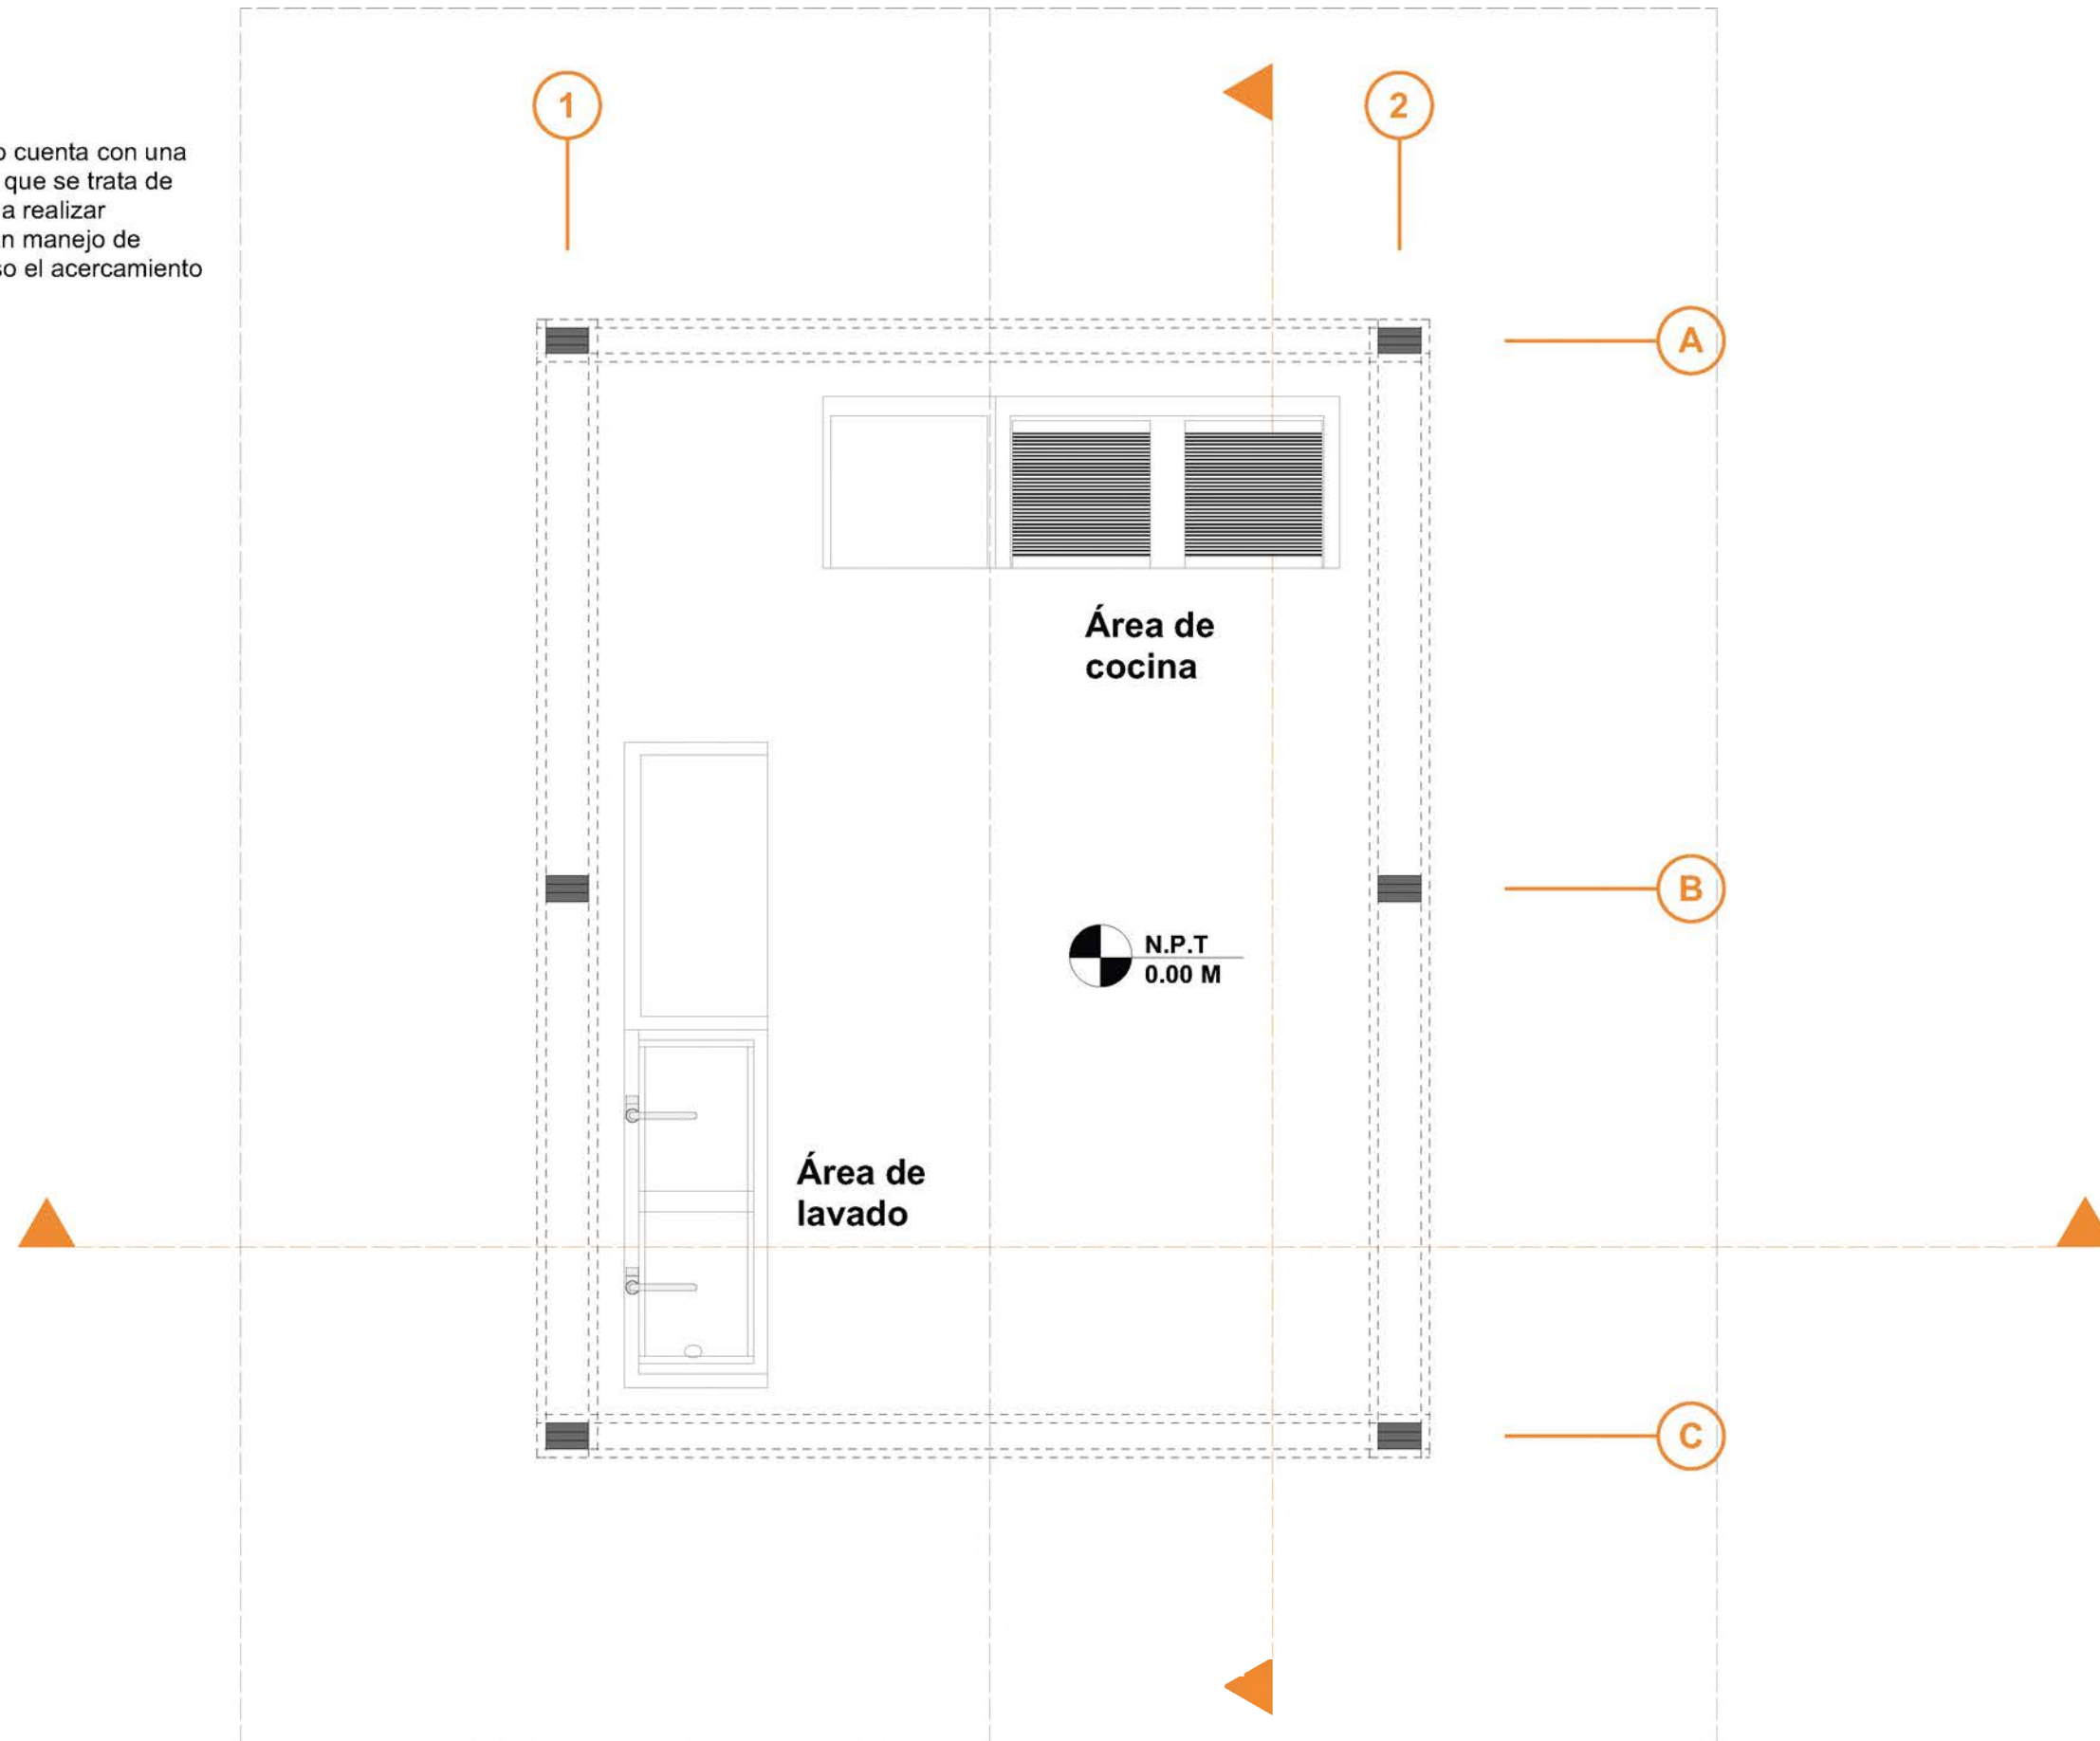 1
2
cuenta con una
que se trata de
a realizar
manejo de
el acercamiento
A
Área de
cocina
B
N.P.T
0.00 M
Área de
lavado
C